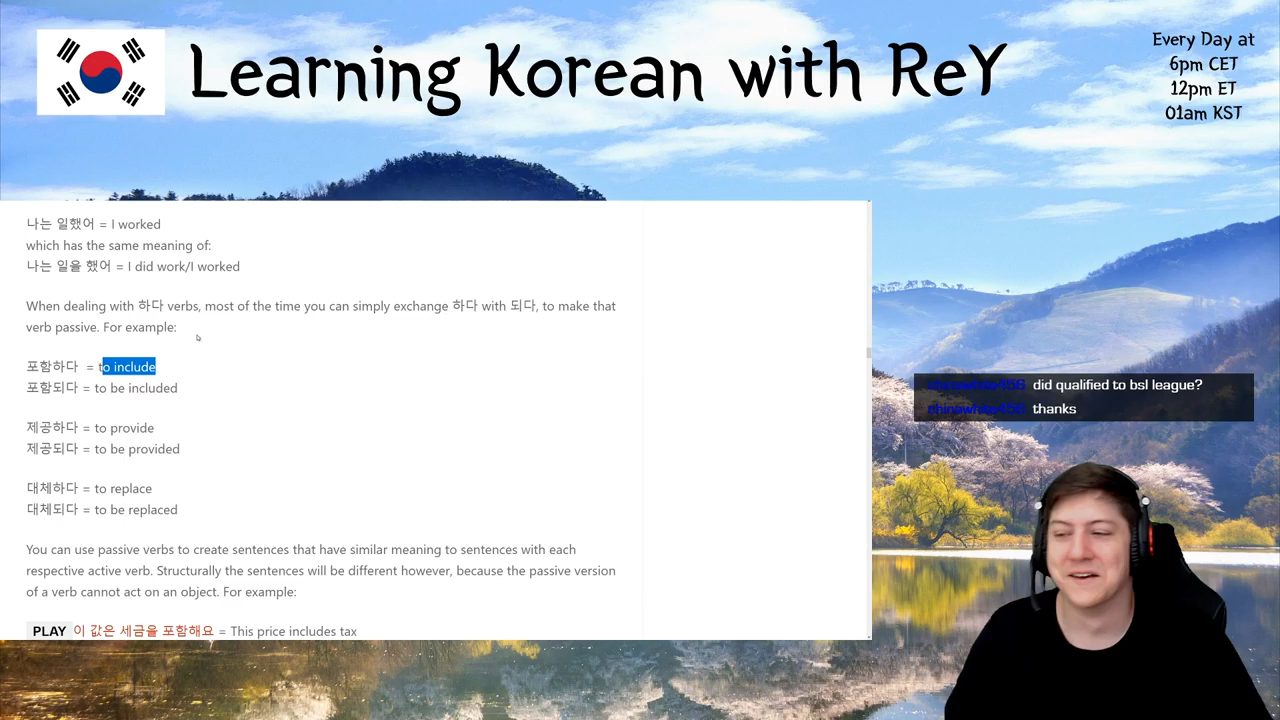 Learning Korean with ReY
Every Day at
6pm CET
12pm ET
01am KST
나는 일했어 = I worked
which has the same meaning of:
나는 일을 했어 = I did work/I worked
When dealing with 하다 verbs, most of the time you can simply exchange 하다 with 되다, to make that
verb passive. For example:
포함하다 = to include
포함되다 = to be included
제공하다 = to provide
제공되다 = to be provided
대체하다 = to replace
대체되다 = to be replaced
You can use passive verbs to create sentences that have similar meaning to sentences with each
respective active verb. Structurally the sentences will be different however, because the passive version
of a verb cannot act on an object. For example:
PLAY 이 값은 세금을 포함해요 = This price includes tax
chinawhite456 did qualified to bsl league?
chinawhite456 thanks